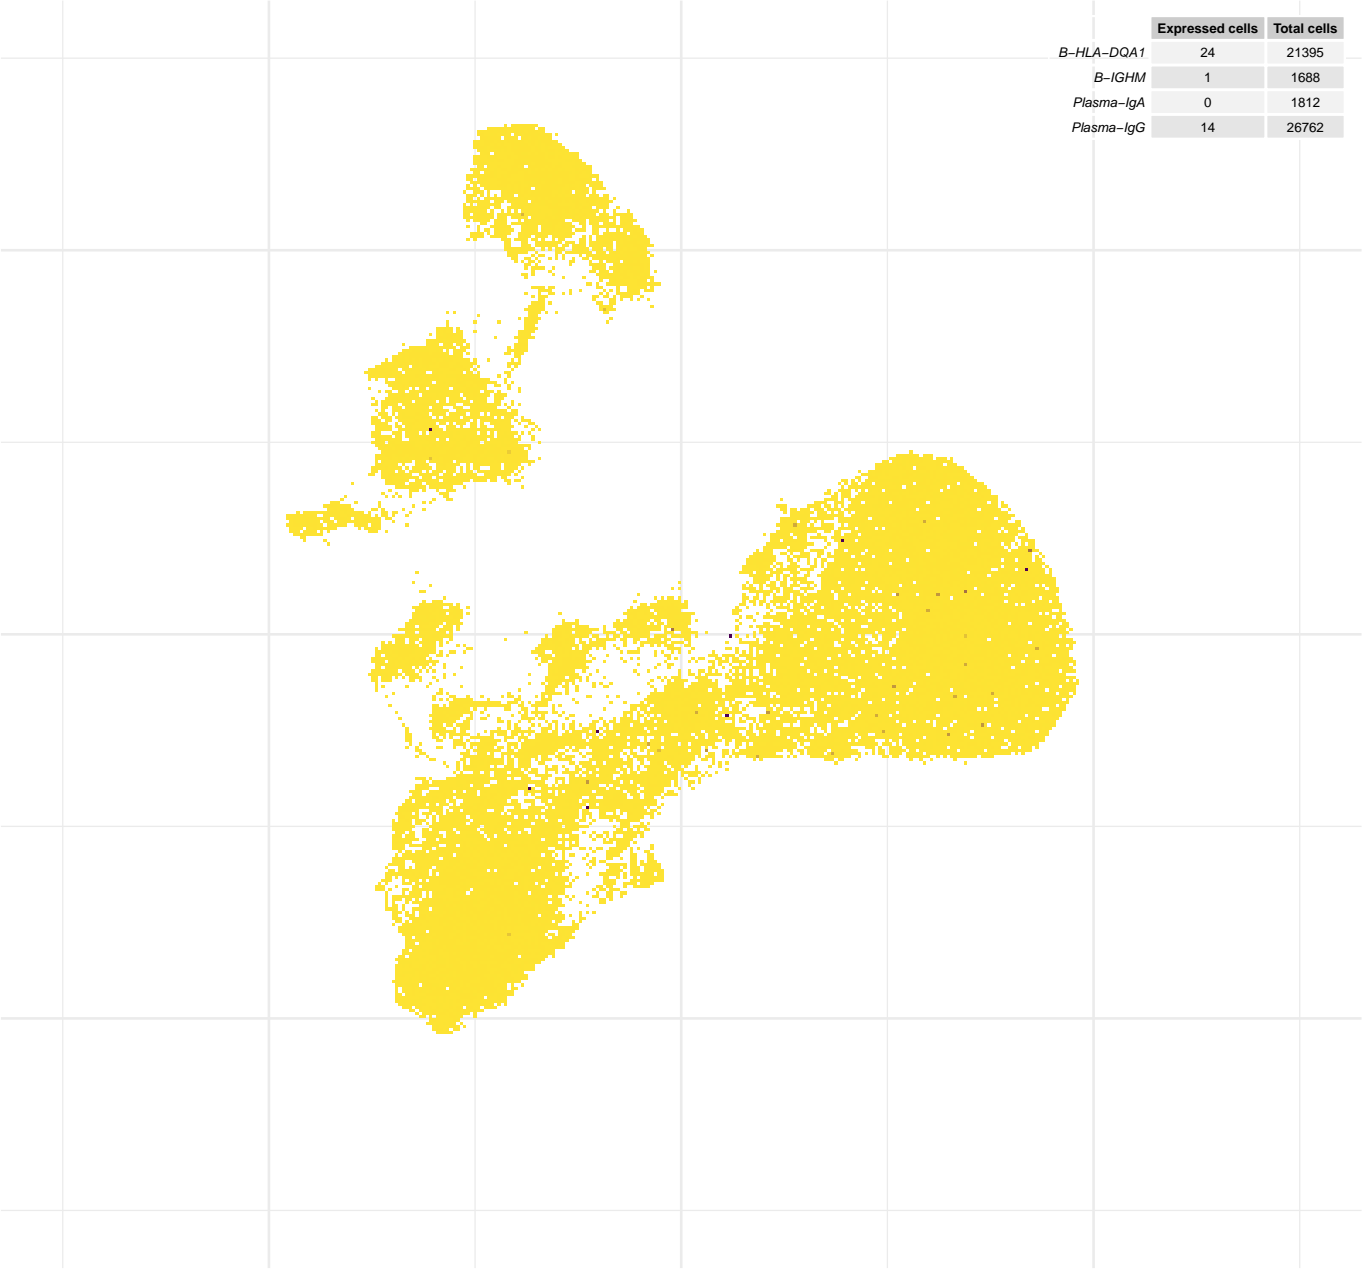 Expressed cells Total cells
B−HLA−DQA1 24 21395
B−IGHM 1 1688
Plasma−IgA 0 1812
Plasma−IgG 14 26762